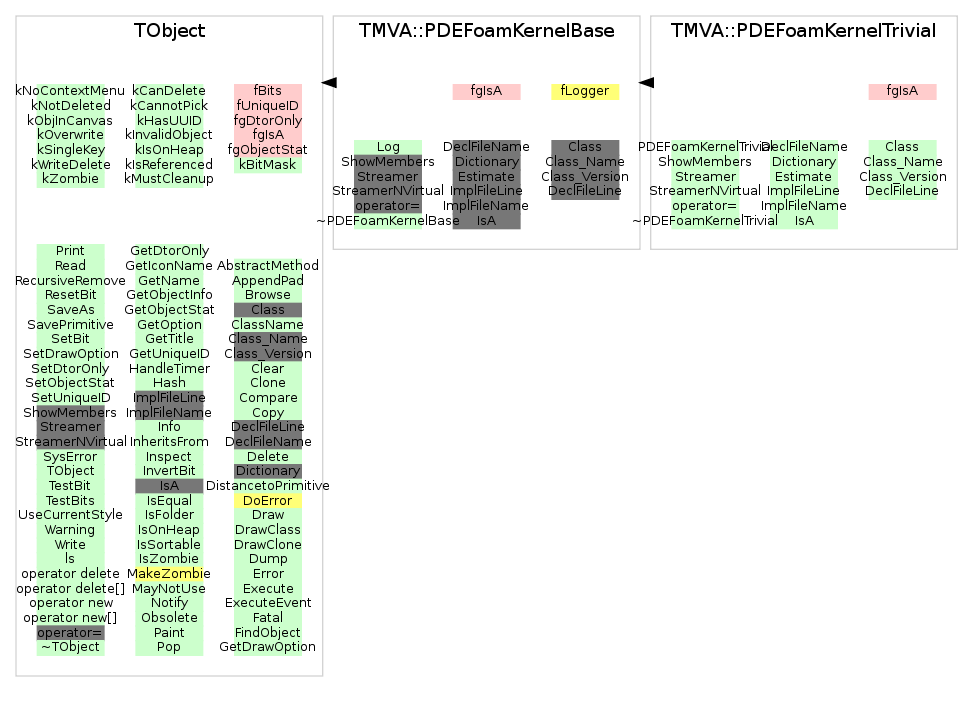 TObject
kNoContextMenu kCanDelete fBits
kNotDeleted kCannotPick fUniqueID
kObjInCanvas kHasUUID fgDtorOnly
kOverwrite kInvalidObject fgIsA
kSingleKey kIsOnHeap fgObjectStat
kWriteDelete kIsReferenced kBitMask
kZombie kMustCleanup
Print GetDtorOnly
Read GetIconName AbstractMethod
RecursiveRemove GetName AppendPad
ResetBit GetObjectInfo Browse
SaveAs GetObjectStat Class
SavePrimitive GetOption ClassName
SetBit GetTitle Class_Name
SetDrawOption GetUniqueID Class_Version
SetDtorOnly HandleTimer Clear
SetObjectStat Hash Clone
SetUniqueID ImplFileLine Compare
ShowMembers ImplFileName Copy
Streamer Info DeclFileLine
StreamerNVirtual InheritsFrom DeclFileName
SysError Inspect Delete
TObject InvertBit Dictionary
TestBit IsA DistancetoPrimitive
TestBits IsEqual DoError
UseCurrentStyle IsFolder Draw
Warning IsOnHeap DrawClass
Write IsSortable DrawClone
ls IsZombie Dump
operator delete MakeZombie Error
operator delete[] MayNotUse Execute
operator new Notify ExecuteEvent
operator new[] Obsolete Fatal
operator= Paint FindObject
~TObject Pop GetDrawOption
TMVA::PDEFoamKernelBase
fgIsA fLogger
Log DeclFileName Class
ShowMembers Dictionary Class_Name
Streamer Estimate Class_Version
StreamerNVirtual ImplFileLine DeclFileLine
operator= ImplFileName
~PDEFoamKernelBase IsA
TMVA::PDEFoamKernelTrivial
fgIsA
PDEFoamKernelTrivial DeclFileName Class
ShowMembers Dictionary Class_Name
Streamer Estimate Class_Version
StreamerNVirtual ImplFileLine DeclFileLine
operator= ImplFileName
~PDEFoamKernelTrivial IsA